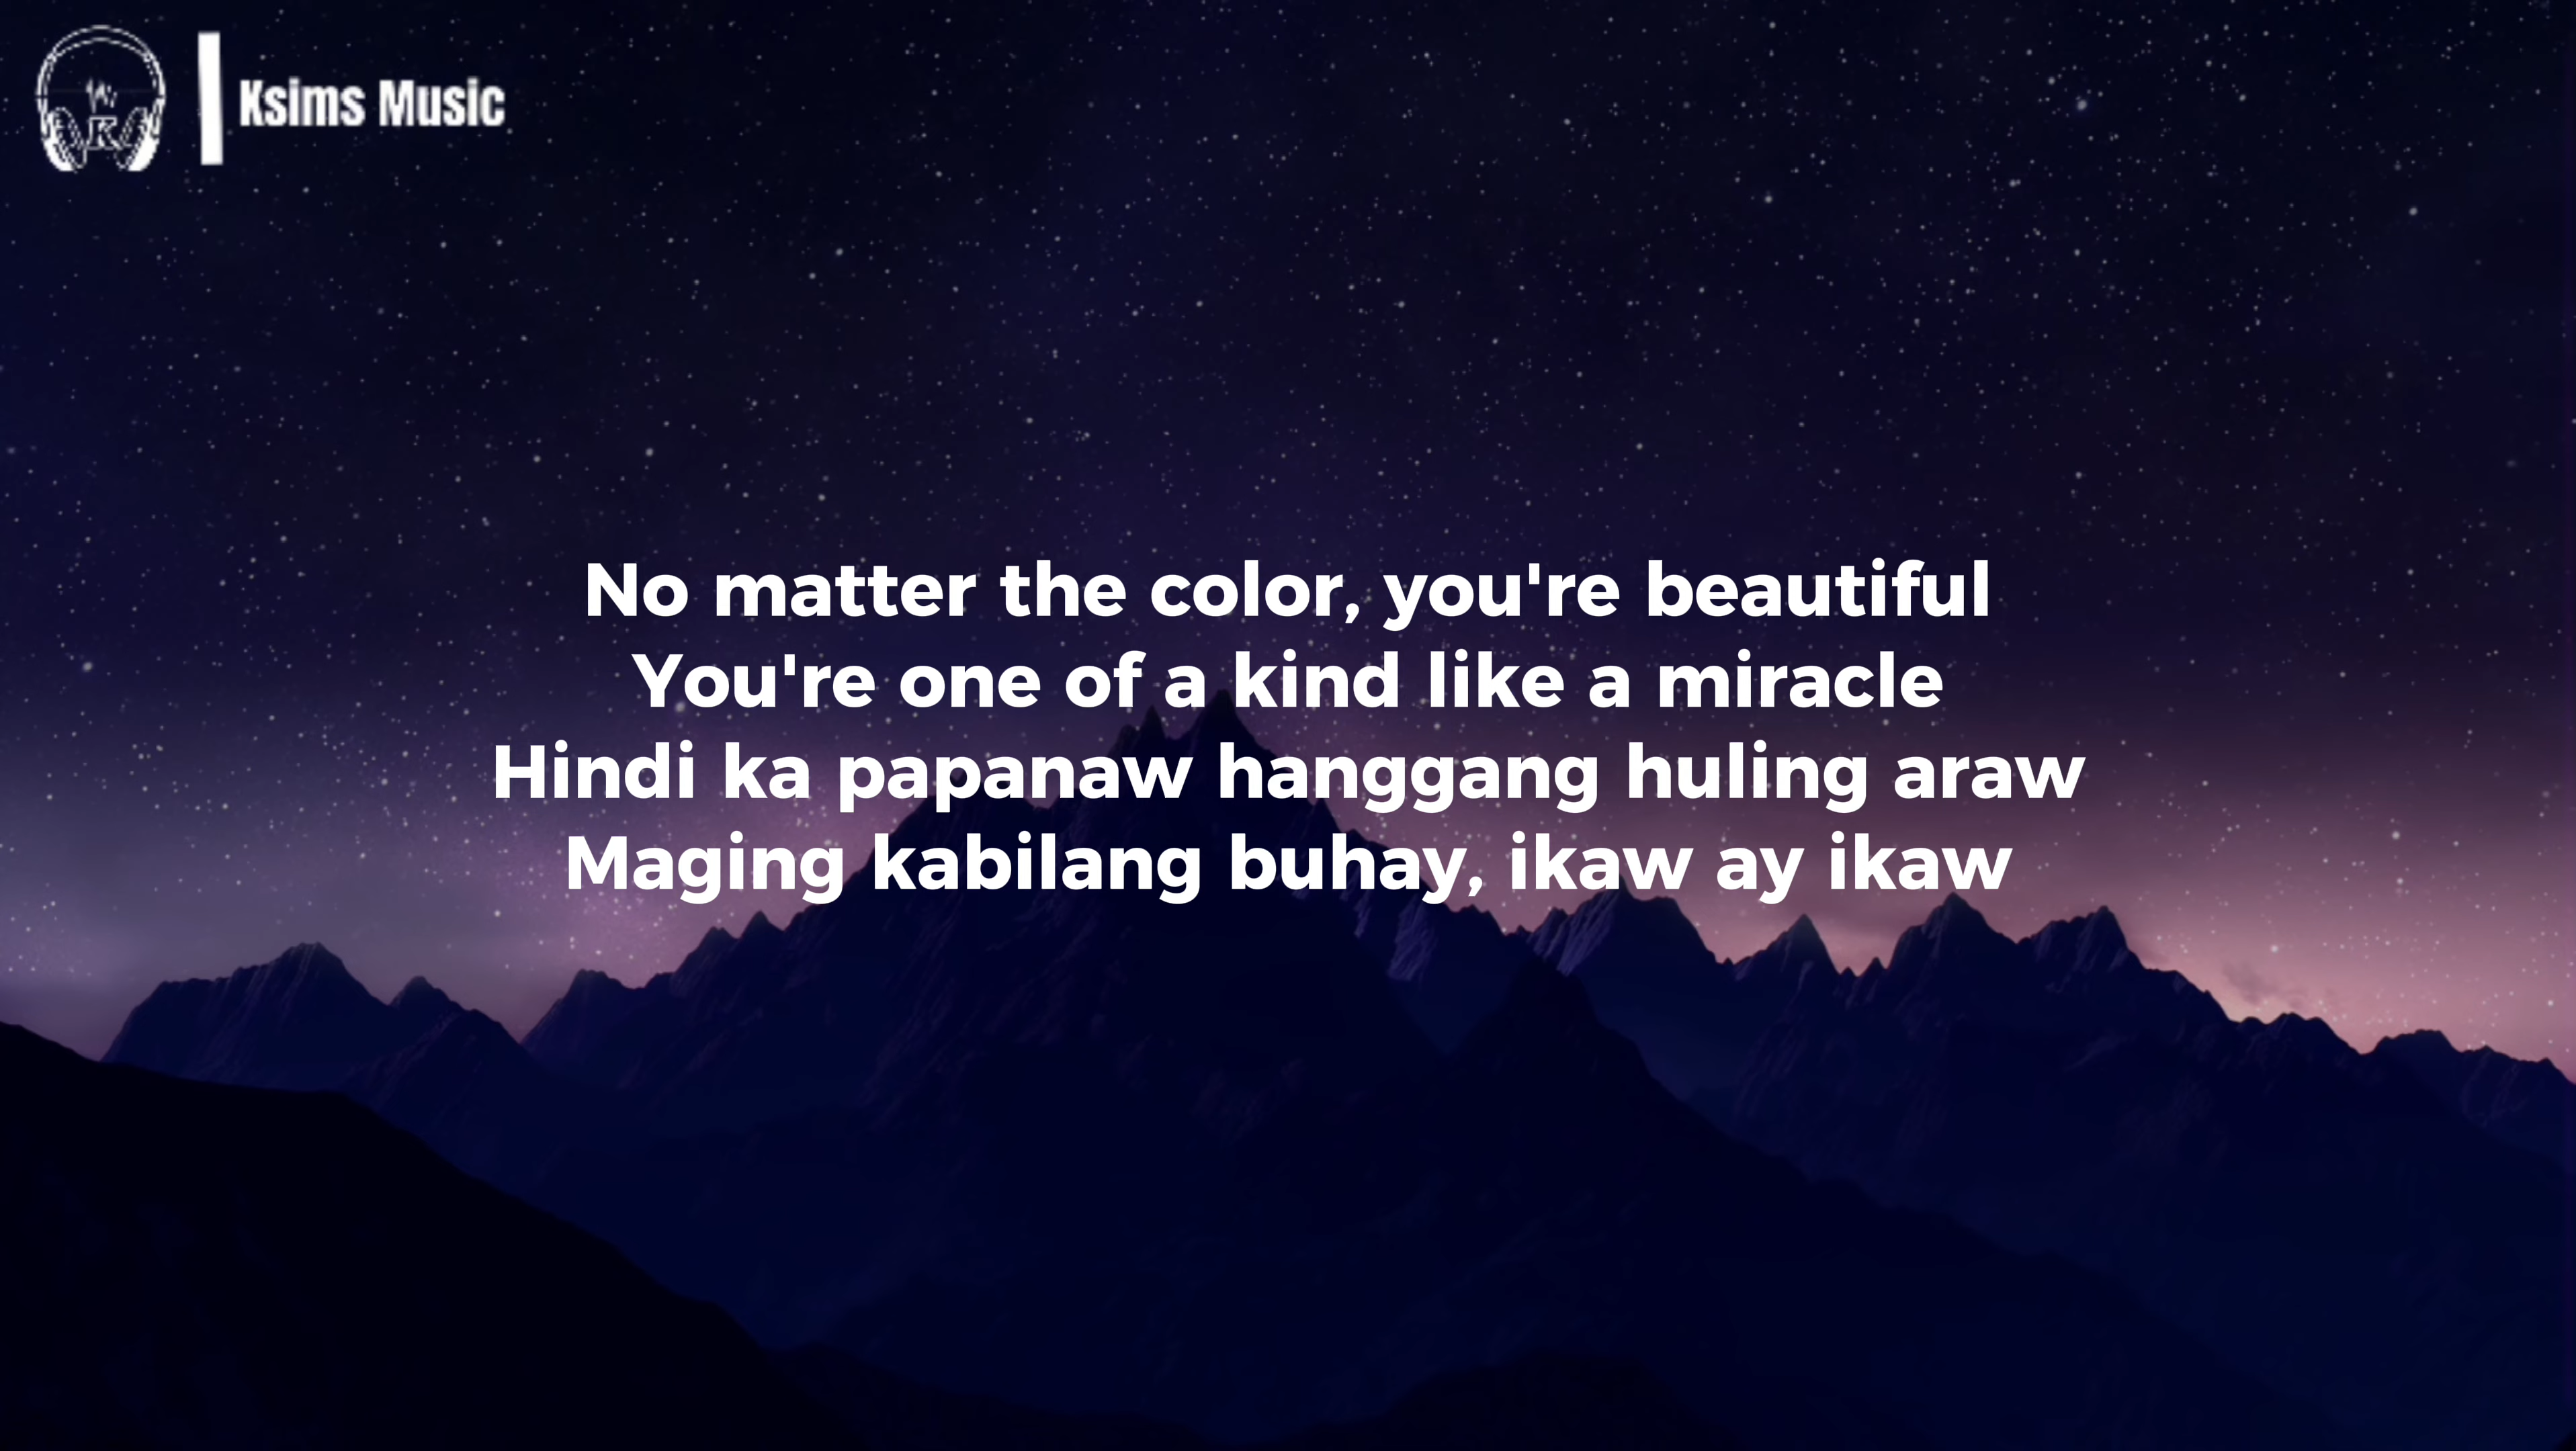 Ksims Music
No matter the color, you're beautiful
You're one of a kind like a miracle
Hindi ka papanaw hanggang huling araw
Maging kabilang buhay, ikaw ay ikaw